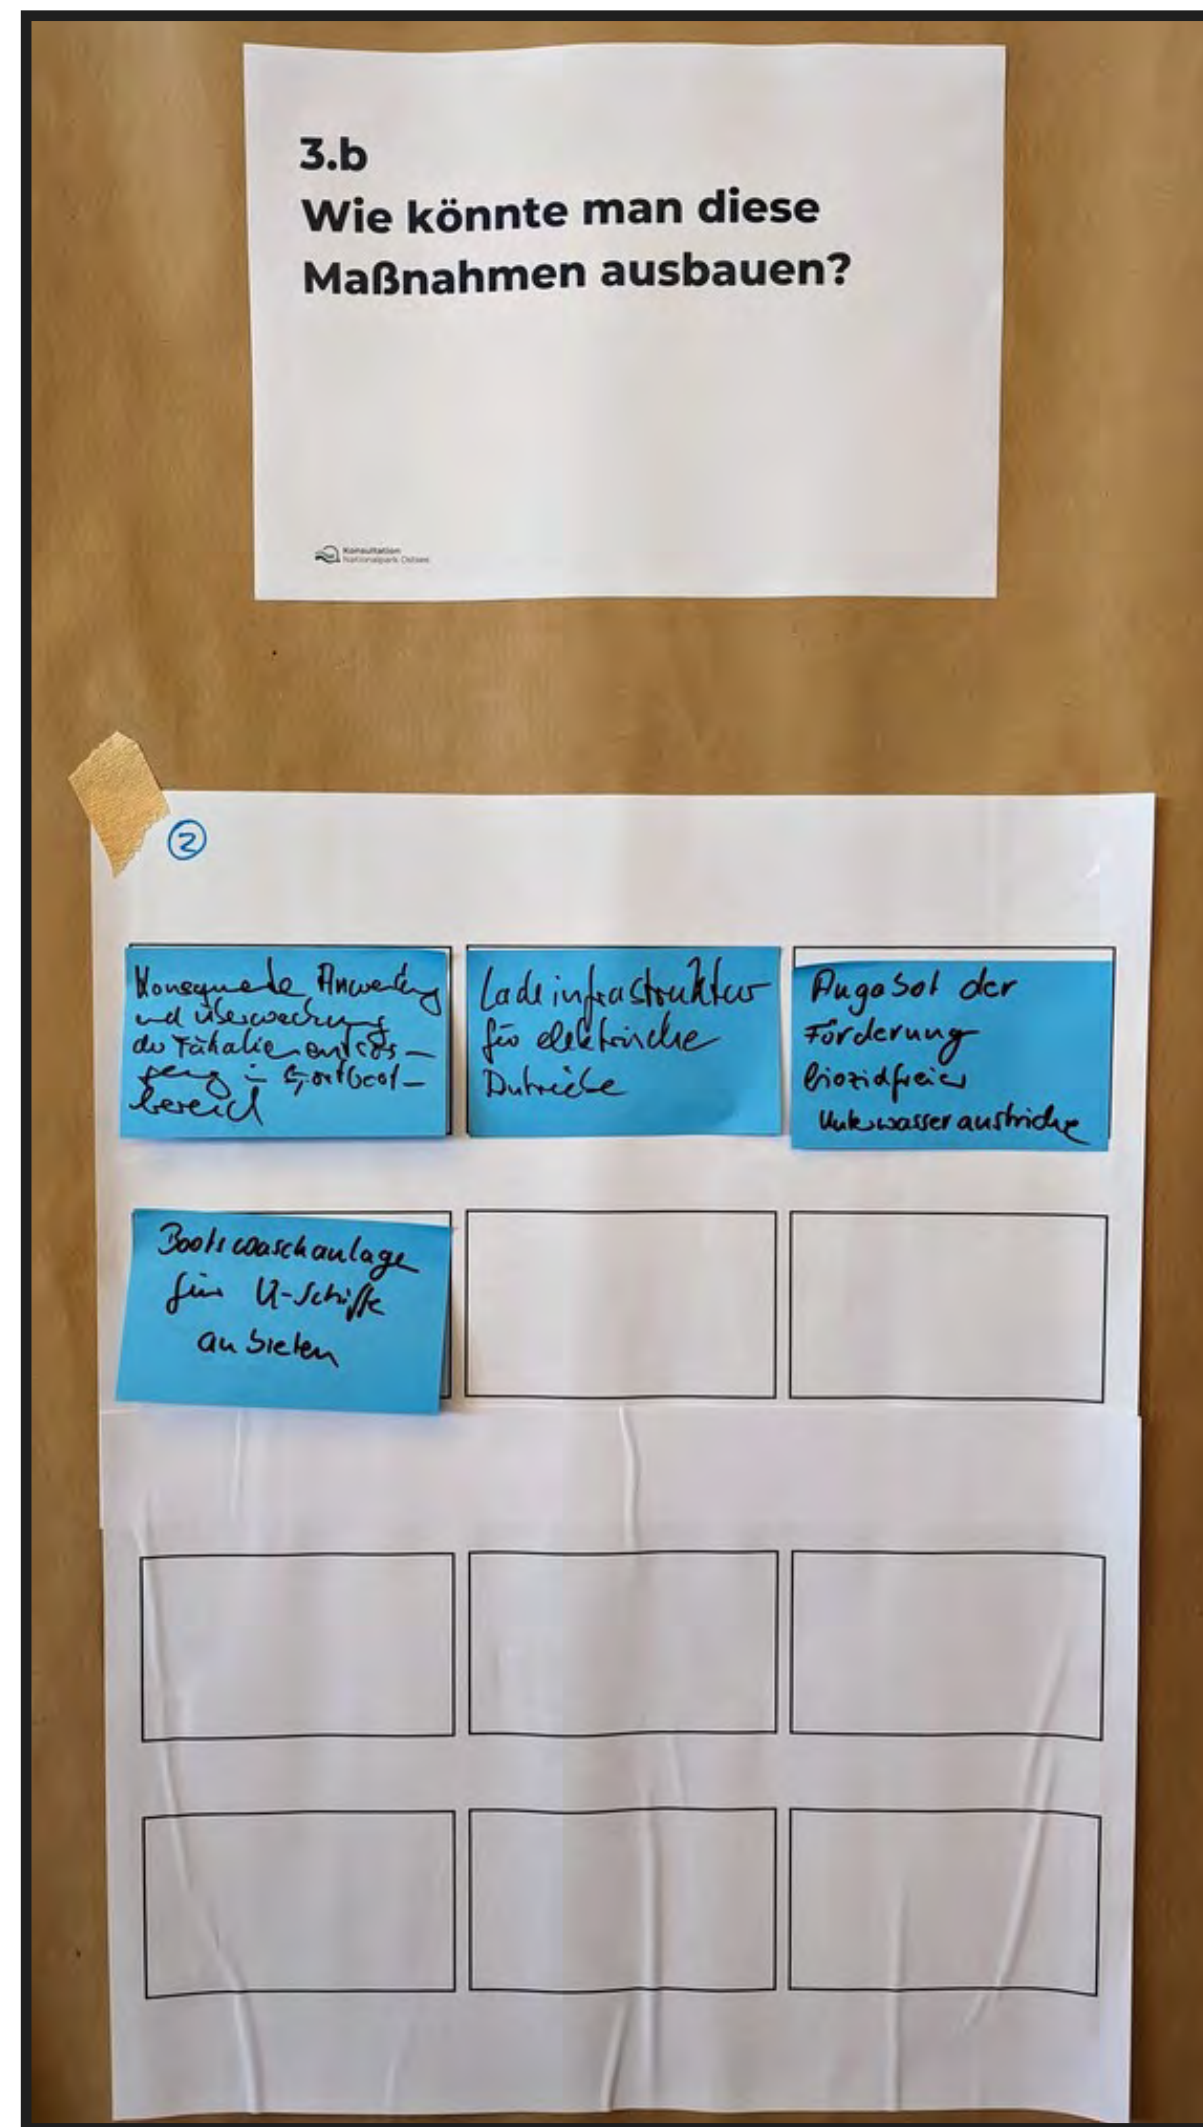 3.b
Wie könnte man diese
Maßnahmen ausbauen?
Konsultation
Nationalpark Ostsee
2
Konsequente Anwendung
und Überwachung
der Fäkalienentsor-
gung im Sportboot-
bereich
Ladeinfrastruktur
für elektrische
Antriebe
Angebot der
Förderung
biozidfreier
Unterwasseranstriche
Bootswaschanlage
für U-Schiffe
anbieten